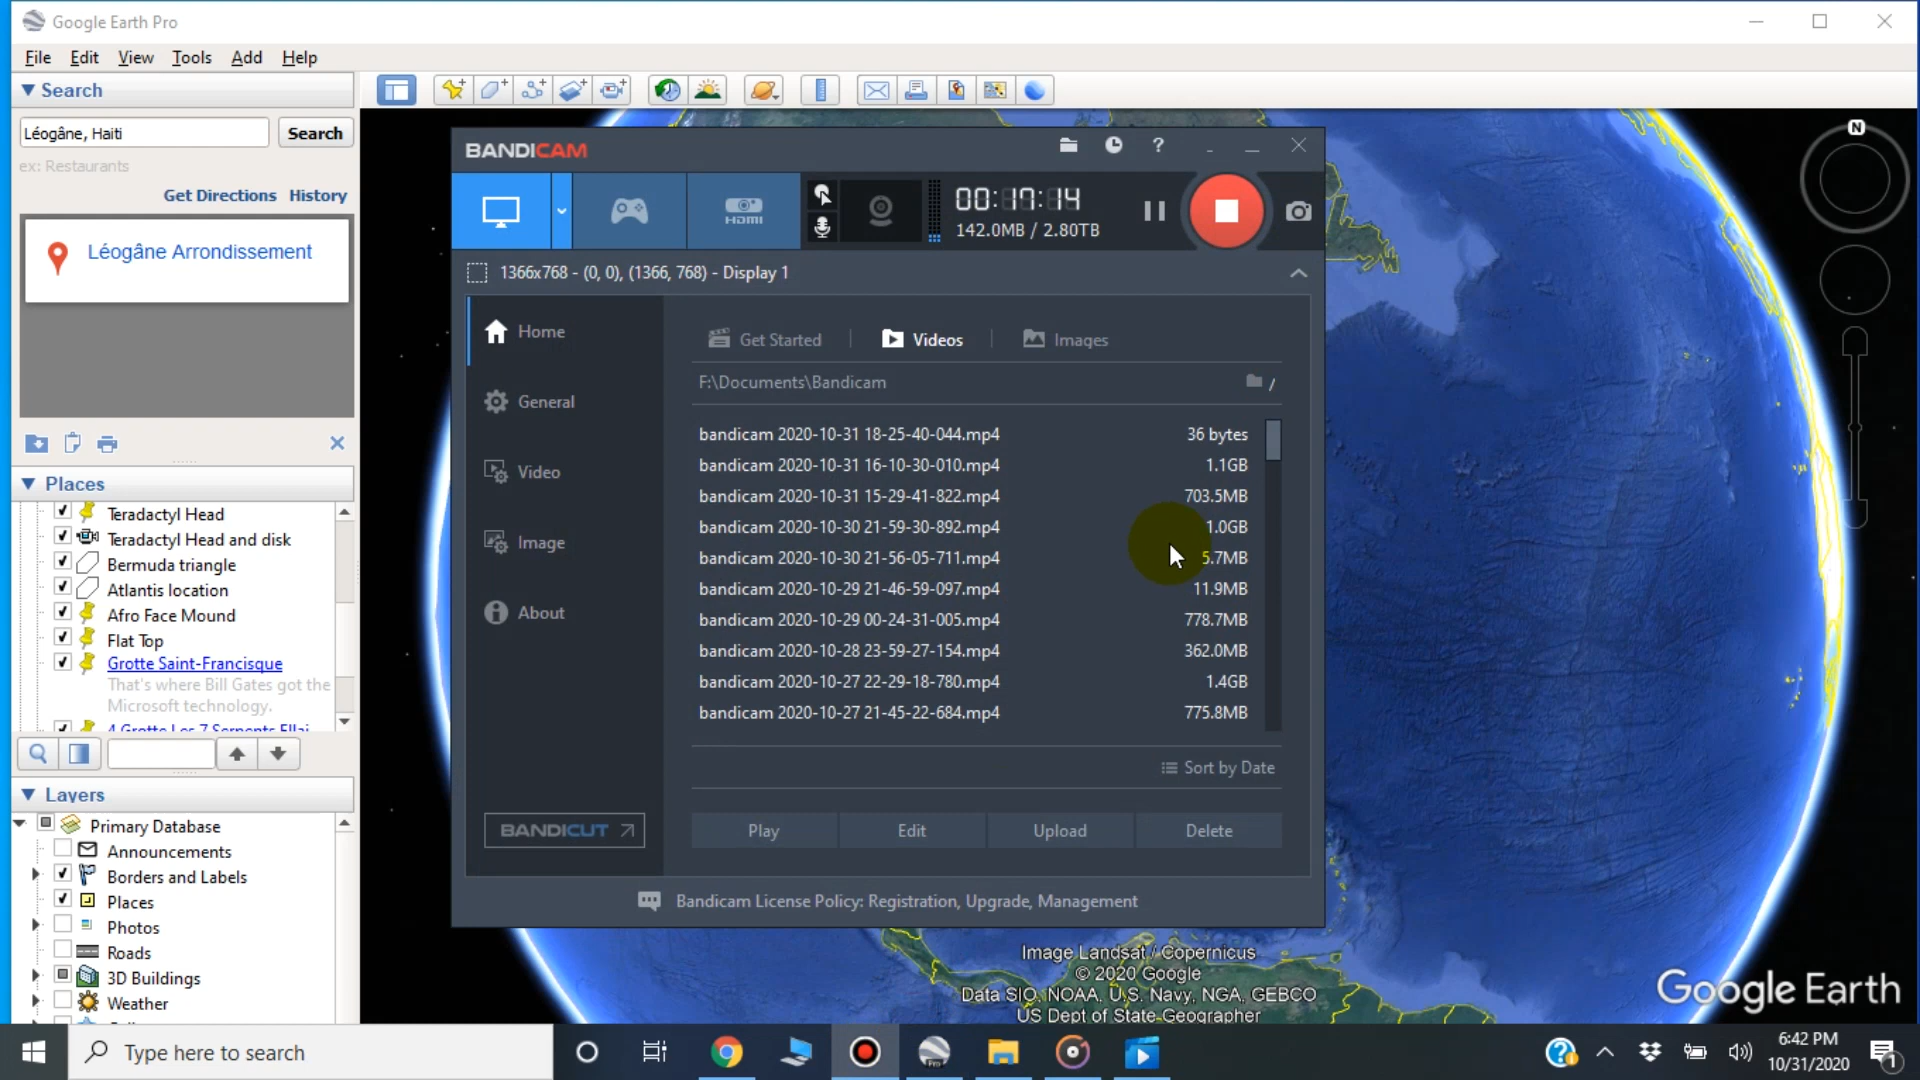 Google Earth Pro
File Edit View Tools Add Help
Search
Léogâne, Haiti
Search
ex: Restaurants
Get Directions History
Léogâne Arrondissement
Places
Teradactyl Head
Teradactyl Head and disk
Bermuda triangle
Atlantis location
Afro Face Mound
Flat Top
Grotte Saint-Francisque
That's where Bill Gates got the
Microsoft technology.
4 Grotte Les 7 Serpents
Layers
Primary Database
Announcements
Borders and Labels
Places
Photos
Roads
3D Buildings
Weather
BANDICAM
?
HDMI
00:17:14
142.0MB / 2.80TB
1366x768 - (0, 0), (1366, 768) - Display 1
Home
General
Video
Image
About
BANDICUT
Get Started
Videos
Images
F:\Documents\Bandicam
/
bandicam 2020-10-31 18-25-40-044.mp4 36 bytes
bandicam 2020-10-31 16-10-30-010.mp4 1.1GB
bandicam 2020-10-31 15-29-41-822.mp4 703.5MB
bandicam 2020-10-30 21-59-30-892.mp4 1.0GB
bandicam 2020-10-30 21-56-05-711.mp4 5.7MB
bandicam 2020-10-29 21-46-59-097.mp4 11.9MB
bandicam 2020-10-29 00-24-31-005.mp4 778.7MB
bandicam 2020-10-28 23-59-27-154.mp4 362.0MB
bandicam 2020-10-27 22-29-18-780.mp4 1.4GB
bandicam 2020-10-27 21-45-22-684.mp4 775.8MB
Sort by Date
Play Edit Upload Delete
Bandicam License Policy: Registration, Upgrade, Management
N
Image Landsat / Copernicus
© 2020 Google
Data SIO, NOAA, U.S. Navy, NGA, GEBCO
US Dept of State Geographer
Google Earth
Type here to search
6:42 PM
10/31/2020
1